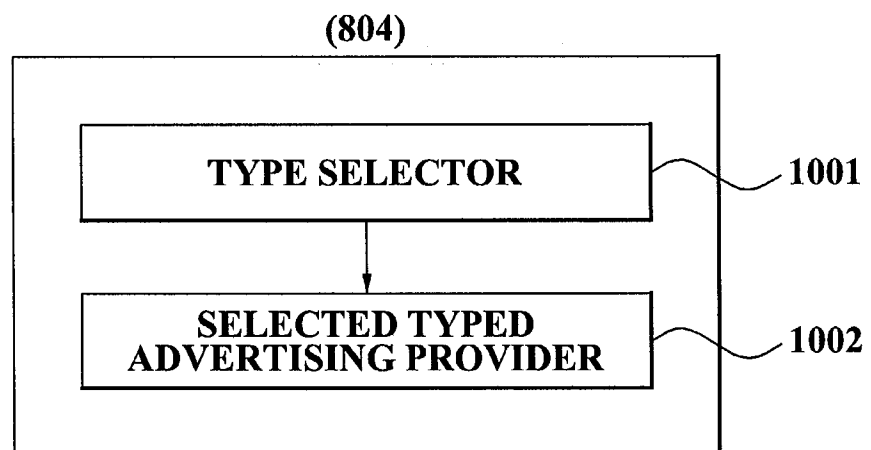 (804)
TYPE SELECTOR
1001
SELECTED TYPED
ADVERTISING PROVIDER
1002